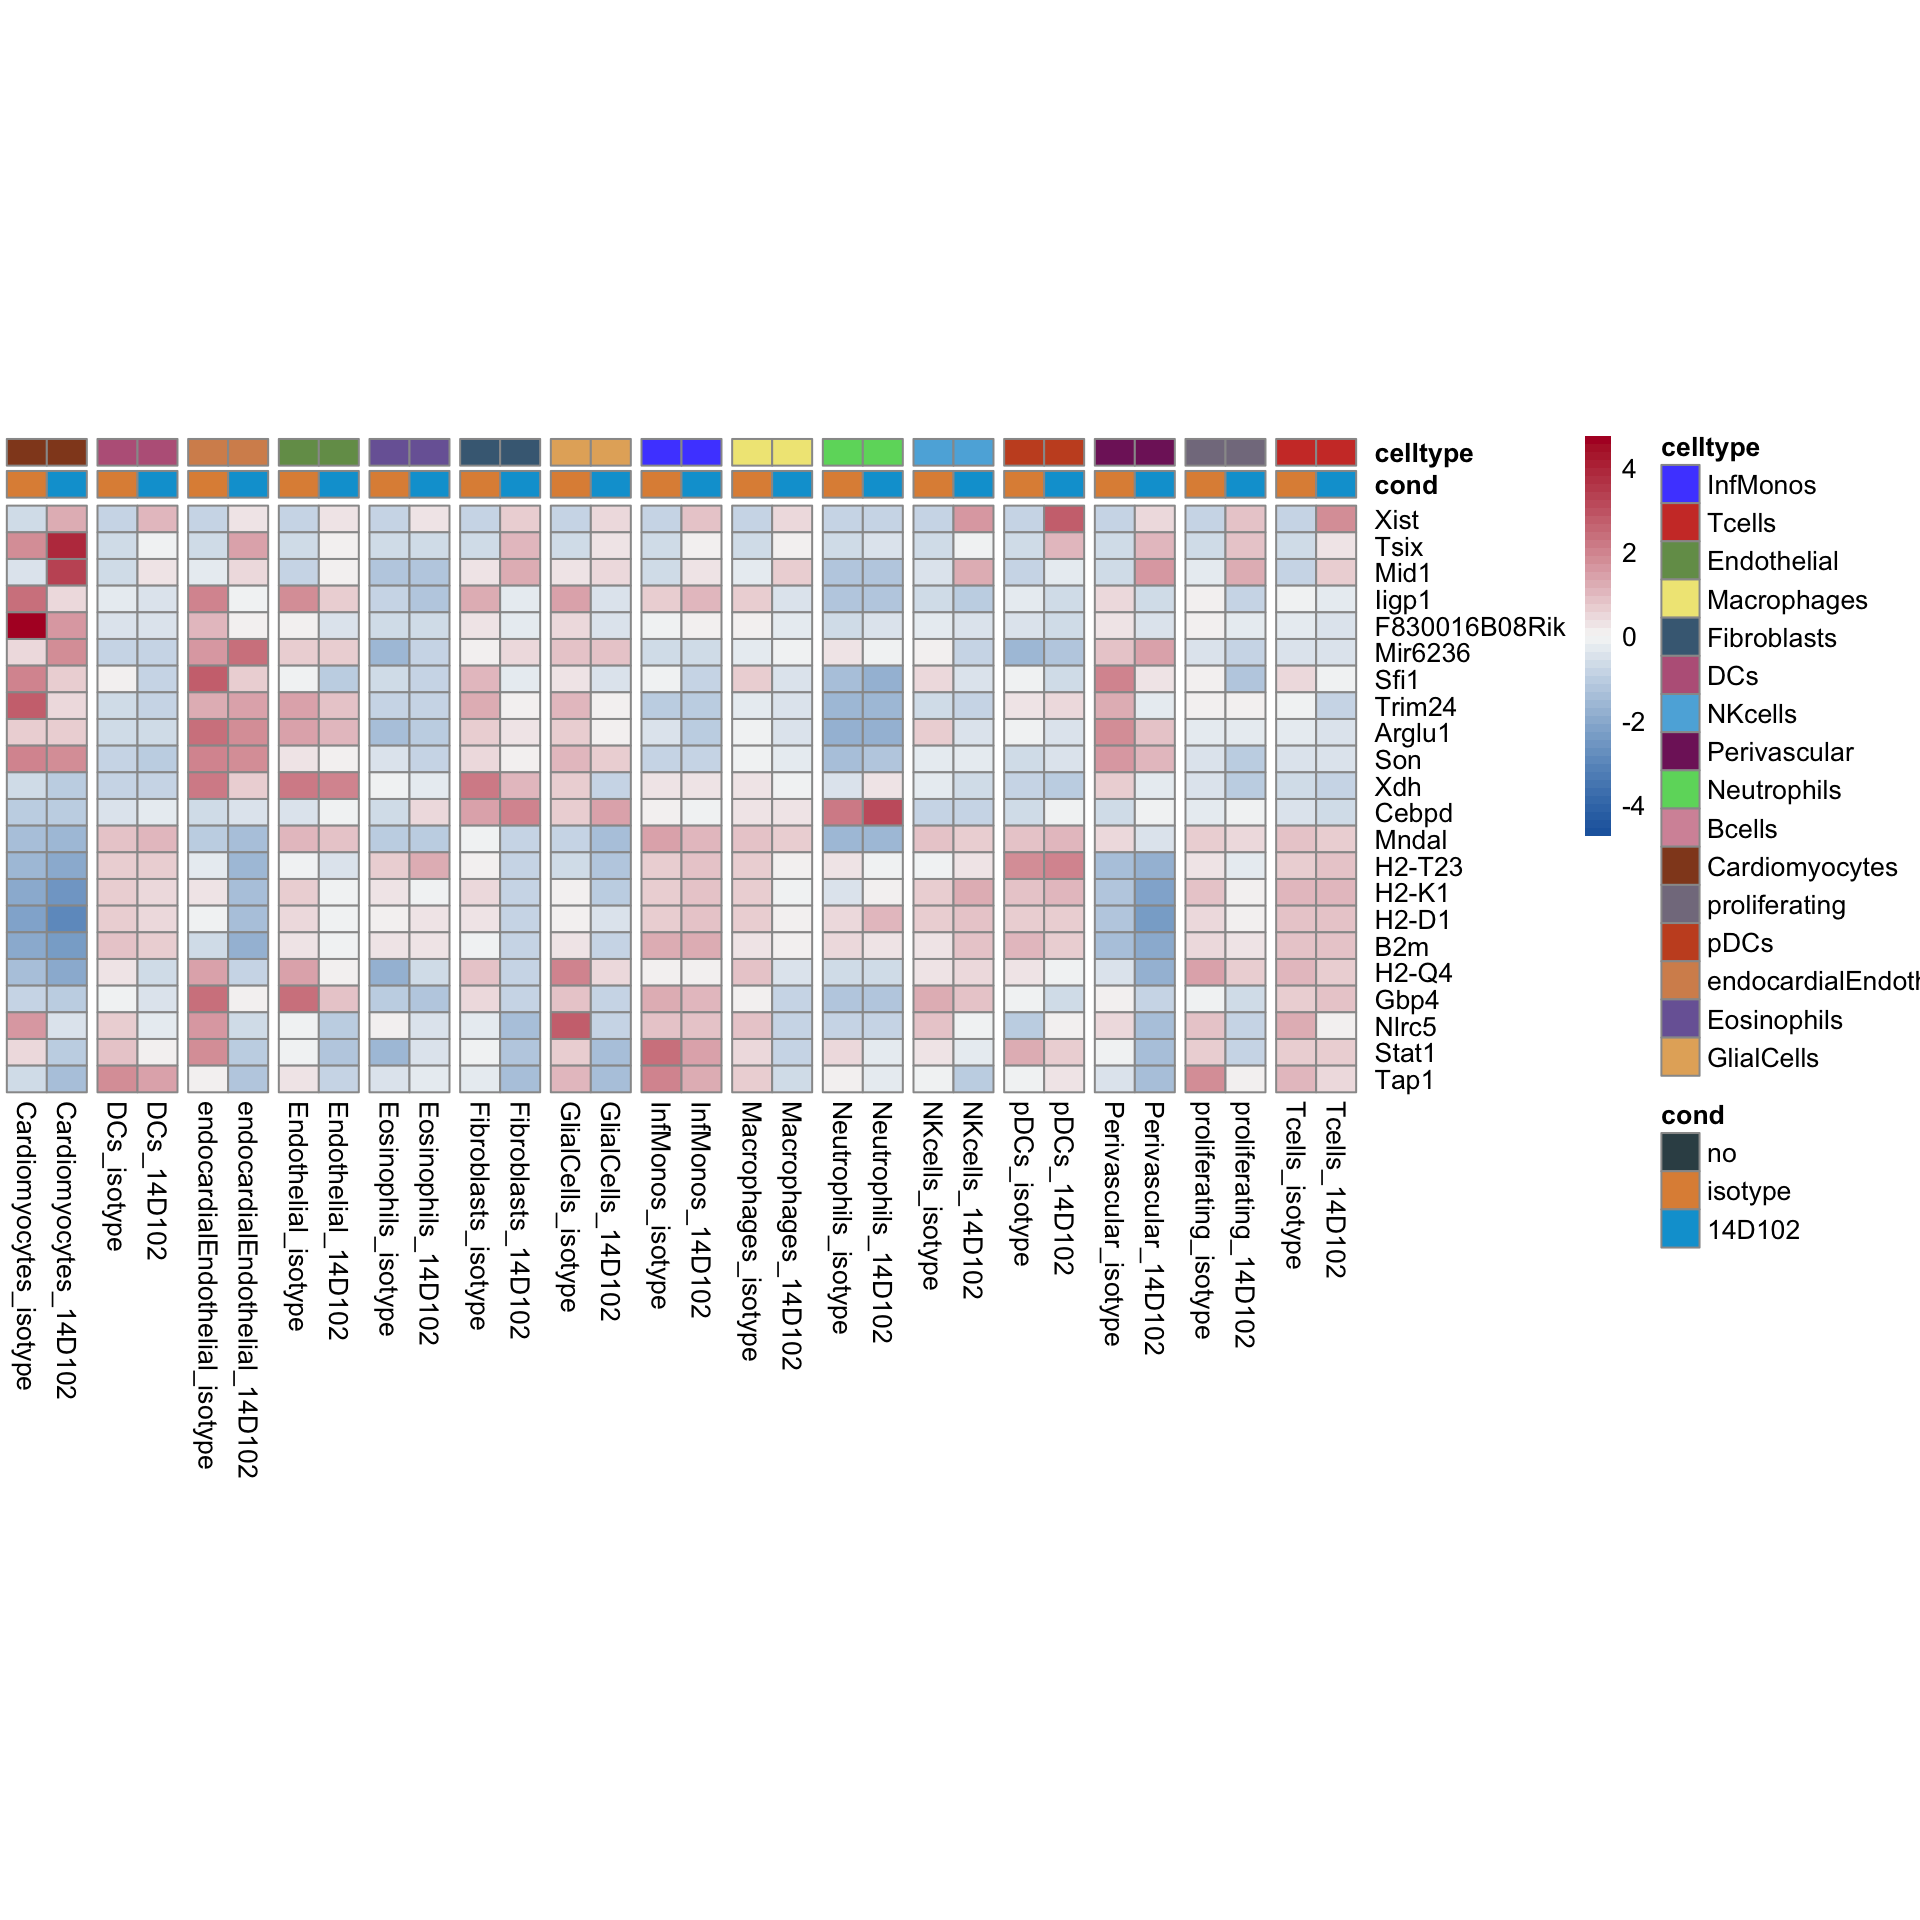 celltype
cond
Xist
Tsix
Mid1
Iigp1
F830016B08Rik
Mir6236
Sfi1
Trim24
Arglu1
Son
Xdh
Cebpd
Mndal
H2-T23
H2-K1
H2-D1
B2m
H2-Q4
Gbp4
Nlrc5
Stat1
Tap1
Cardiomyocytes_isotype
Cardiomyocytes_14D102
DCs_isotype
DCs_14D102
endocardialEndothelial_isotype
endocardialEndothelial_14D102
Endothelial_isotype
Endothelial_14D102
Eosinophils_isotype
Eosinophils_14D102
Fibroblasts_isotype
Fibroblasts_14D102
GlialCells_isotype
GlialCells_14D102
InfMonos_isotype
InfMonos_14D102
Macrophages_isotype
Macrophages_14D102
Neutrophils_isotype
Neutrophils_14D102
NKcells_isotype
NKcells_14D102
pDCs_isotype
pDCs_14D102
Perivascular_isotype
Perivascular_14D102
proliferating_isotype
proliferating_14D102
Tcells_isotype
Tcells_14D102
4
2
0
-2
-4
celltype
InfMonos
Tcells
Endothelial
Macrophages
Fibroblasts
DCs
NKcells
Perivascular
Neutrophils
Bcells
Cardiomyocytes
proliferating
pDCs
endocardialEndoth
Eosinophils
GlialCells
cond
no
isotype
14D102